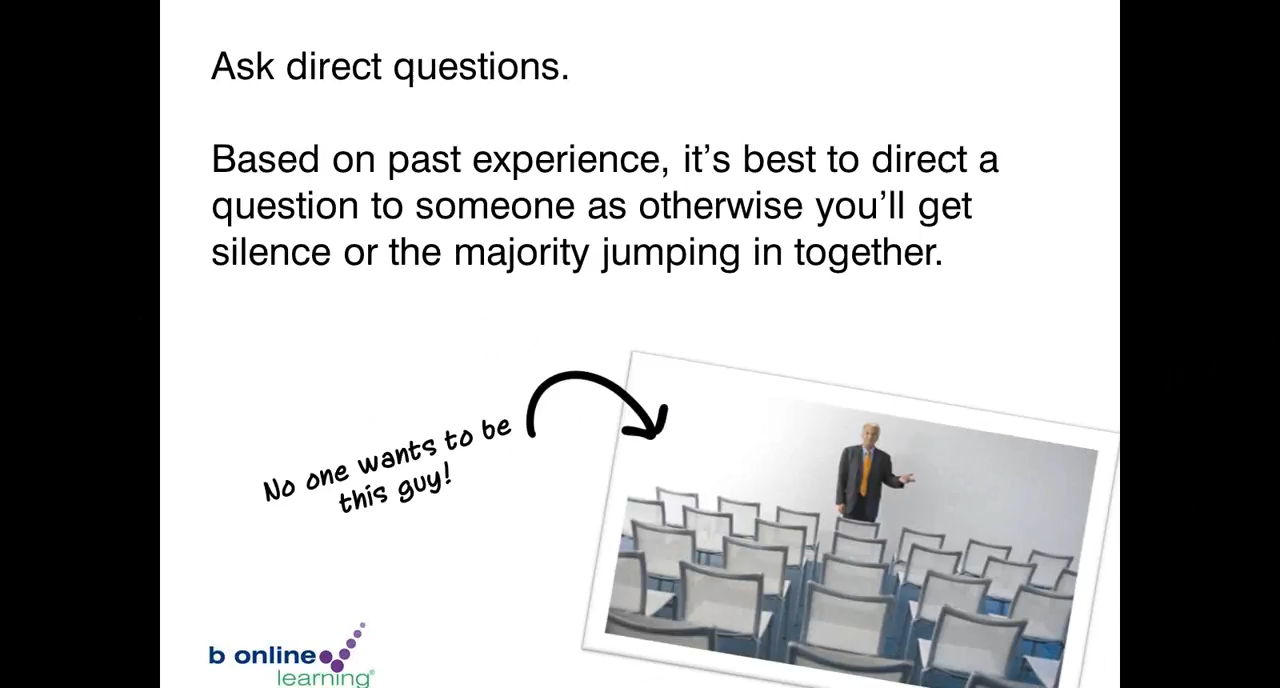 Ask direct questions.
Based on past experience, it's best to direct a
question to someone as otherwise you'll get
silence or the majority jumping in together.
No one wants to be
this guy!
b online
learning®